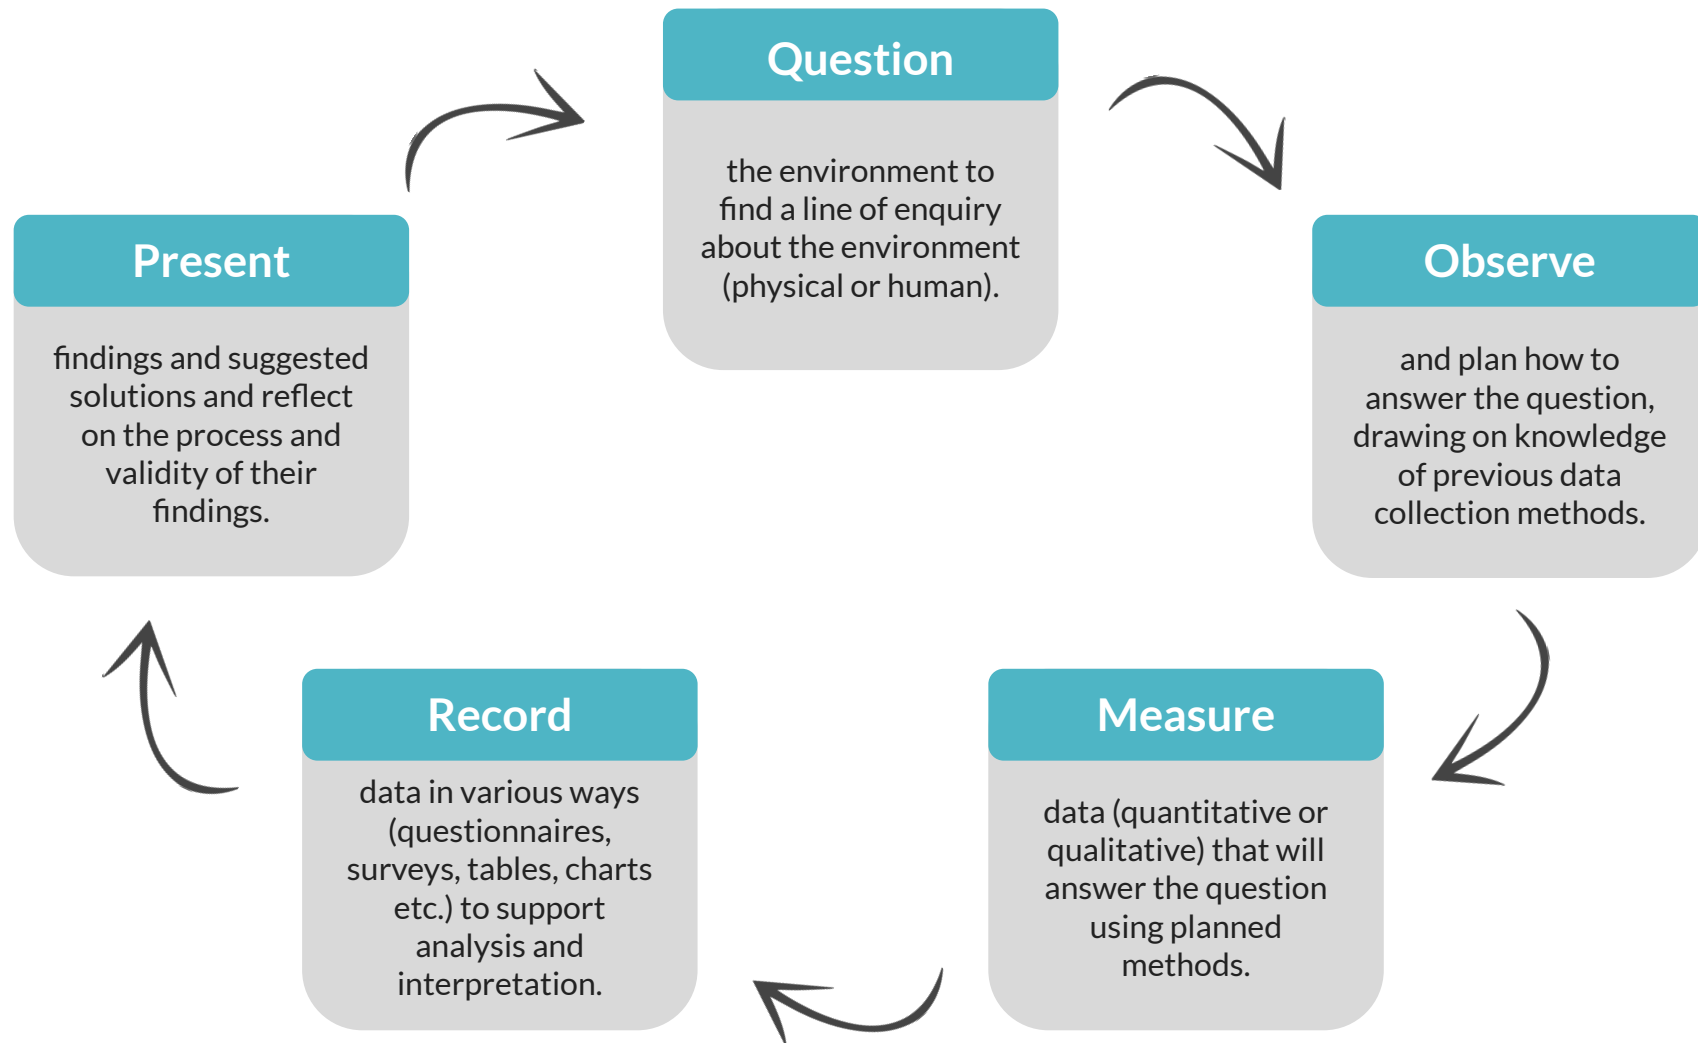 Question
the environment to
find a line of enquiry
about the environment
(physical or human).
Observe
and plan how to
answer the question,
drawing on knowledge
of previous data
collection methods.
Measure
data (quantitative or
qualitative) that will
answer the question
using planned
methods.
Record
data in various ways
(questionnaires,
surveys, tables, charts
etc.) to support
analysis and
interpretation.
Present
findings and suggested
solutions and reflect
on the process and
validity of their
findings.